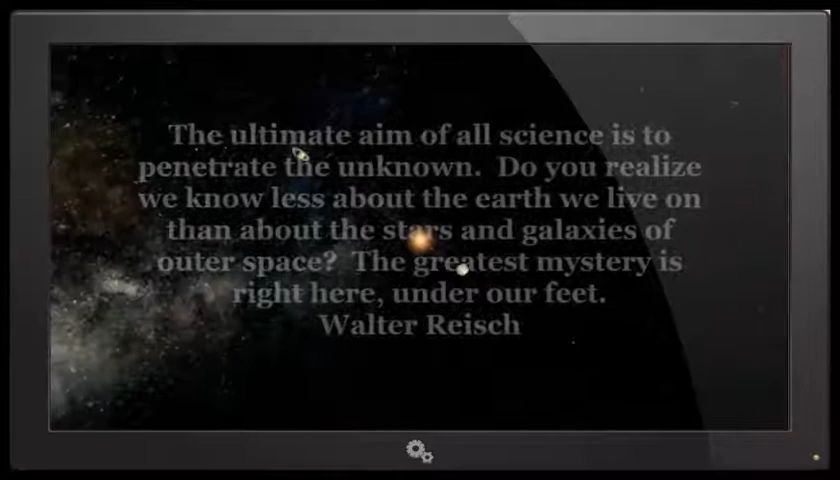 The ultimate aim of all science is to
penetrate the unknown.  Do you realize
we know less about the earth we live on
than about the stars and galaxies of
outer space?  The greatest mystery is
right here, under our feet.
Walter Reisch